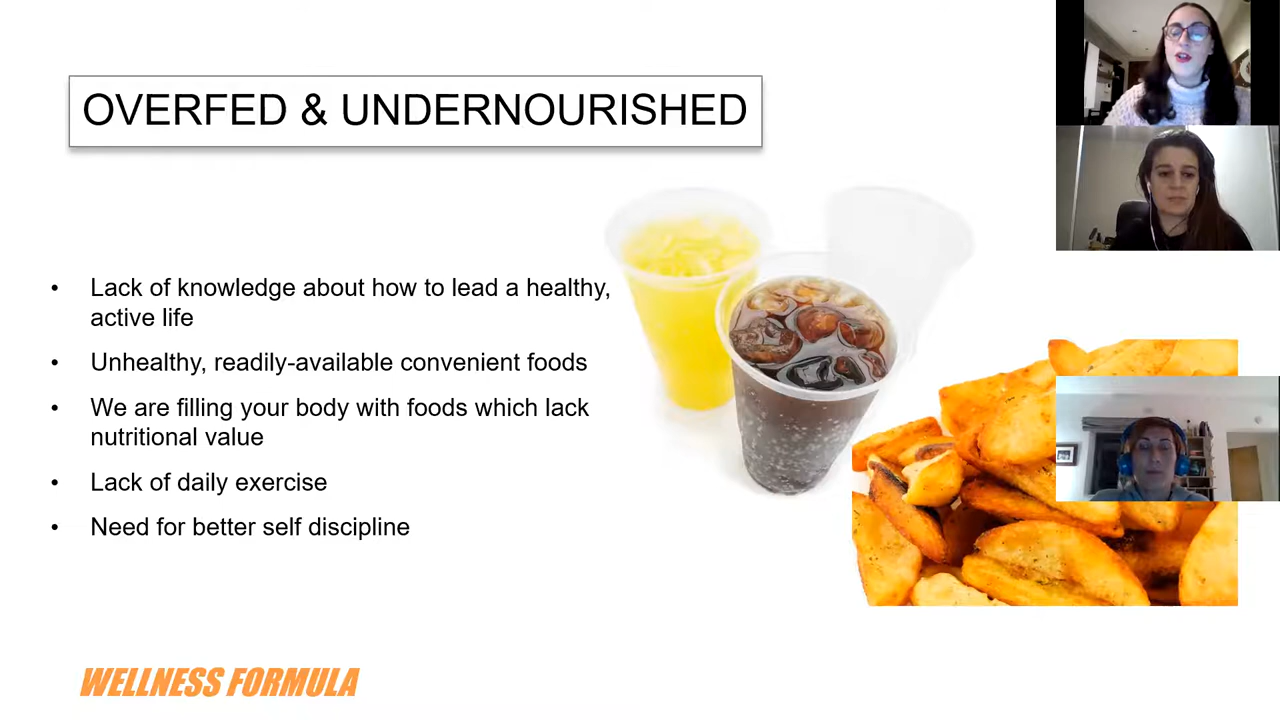 OVERFED & UNDERNOURISHED
• Lack of knowledge about how to lead a healthy,
active life
• Unhealthy, readily-available convenient foods
• We are filling your body with foods which lack
nutritional value
• Lack of daily exercise
• Need for better self discipline
WELLNESS FORMULA